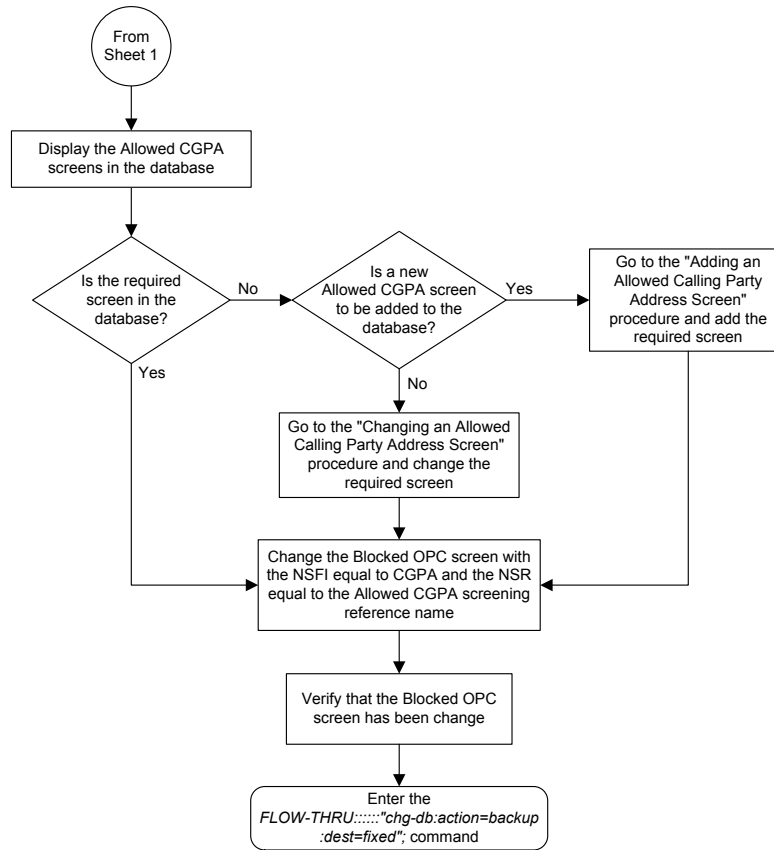 From
Sheet 1
Display the Allowed CGPA
screens in the database
Is the required
screen in the
database?
No
Is a new
Allowed CGPA screen
to be added to the
database?
Yes
Go to the "Adding an
Allowed Calling Party
Address Screen"
procedure and add the
required screen
Yes
No
Go to the "Changing an Allowed
Calling Party Address Screen"
procedure and change the
required screen
Change the Blocked OPC screen with
the NSFI equal to CGPA and the NSR
equal to the Allowed CGPA screening
reference name
Verify that the Blocked OPC
screen has been change
Enter the
FLOW-THRU::::::"chg-db:action=backup
:dest=fixed"; command